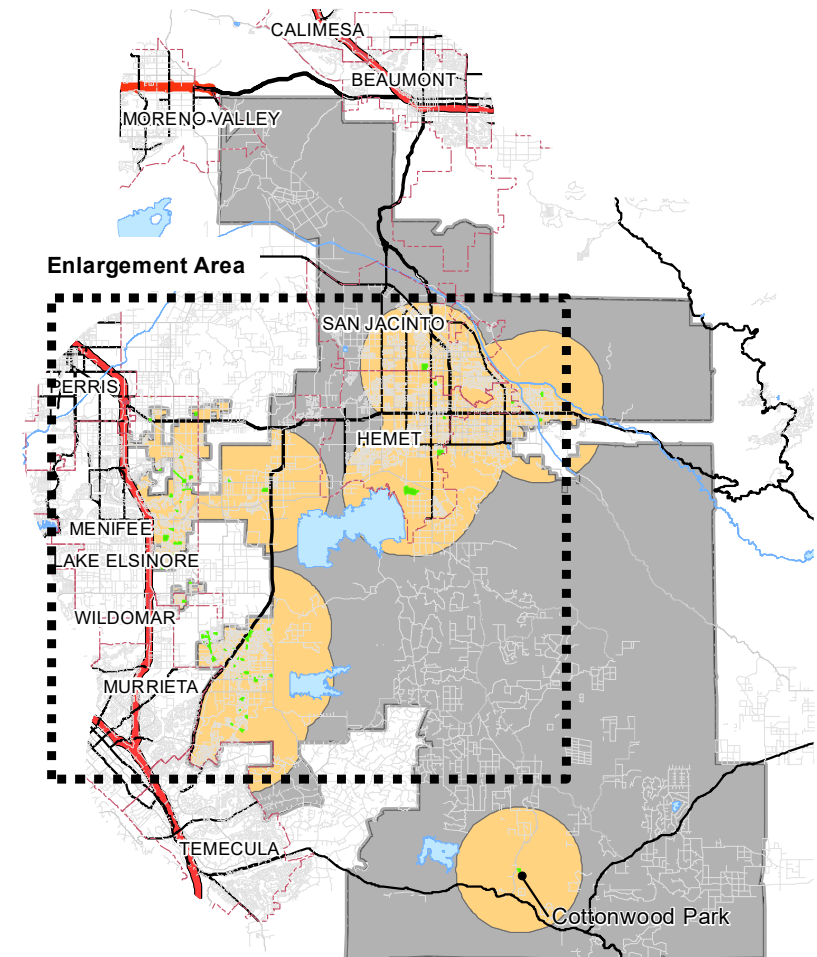 CALIMESA
BEAUMONT
MORENO VALLEY
Enlargement Area
SAN JACINTO
PERRIS
HEMET
MENIFEE
LAKE ELSINORE
WILDOMAR
MURRIETA
TEMECULA
Cottonwood Park